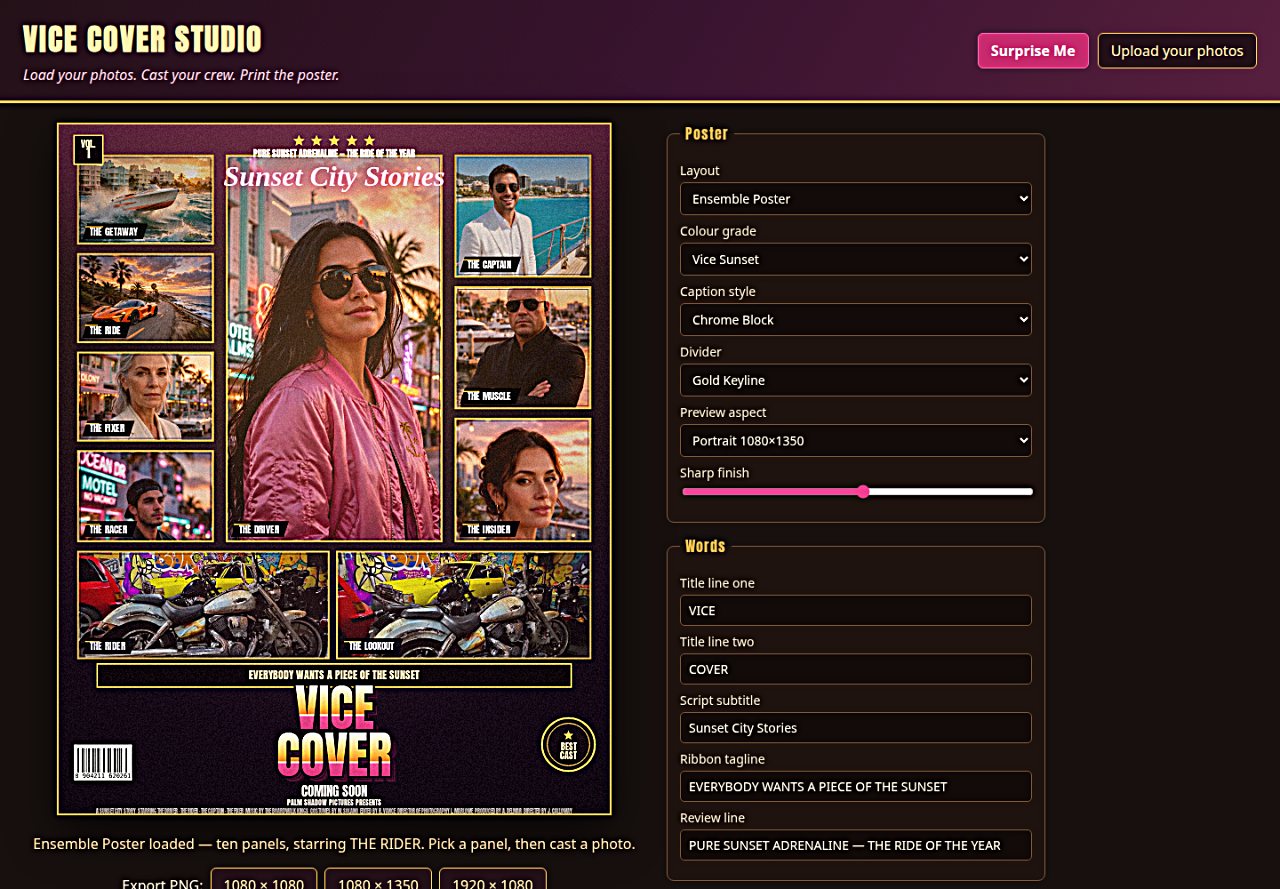 VICE COVER STUDIO
Load your photos. Cast your crew. Print the poster.
Surprise Me
Upload your photos
VOL.
1
PURE SUNSET ADRENALINE — THE RIDE OF THE YEAR
Sunset City Stories
THE GETAWAY
THE CAPTAIN
THE RIDE
THE MUSCLE
HOTEL
THE FIXER
OCEAN DR
MOTEL
NO VACANCY
THE RACER
THE DRIVER
THE INSIDER
THE RIDER
THE LOOKOUT
EVERYBODY WANTS A PIECE OF THE SUNSET
VICE
COVER
BEST
CAST
COMING SOON
PALM SHADOW PICTURES PRESENTS
Ensemble Poster loaded — ten panels, starring THE RIDER. Pick a panel, then cast a photo.
Export PNG:
1080 × 1080
1080 × 1350
1920 × 1080
Poster
Layout
Ensemble Poster
Colour grade
Vice Sunset
Caption style
Chrome Block
Divider
Gold Keyline
Preview aspect
Portrait 1080×1350
Sharp finish
Words
Title line one
VICE
Title line two
COVER
Script subtitle
Sunset City Stories
Ribbon tagline
EVERYBODY WANTS A PIECE OF THE SUNSET
Review line
PURE SUNSET ADRENALINE — THE RIDE OF THE YEAR